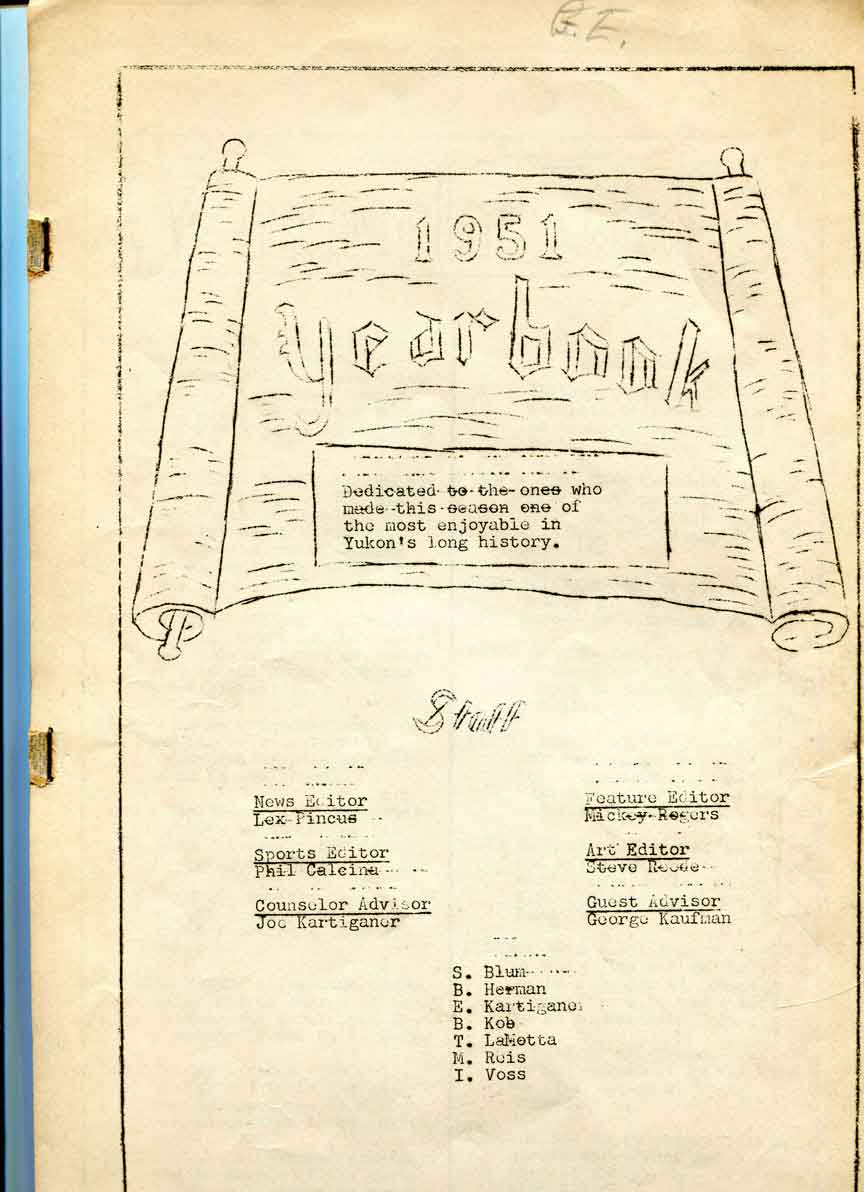 G.E.
1951
Yearbook
Dedicated to the ones who
made this season one of
the most enjoyable in
Yukon's long history.
Staff
News Editor
Lex Pincus
Feature Editor
Mickey Rogers
Sports Editor
Phil Calcina
Art Editor
Steve
Counselor Advisor
Joe Kartiganer
Guest Advisor
George Kaufman
S. Blum
B. Herman
E. Kartiganer
B. Kob
T. LaMotta
M. Reis
I. Voss